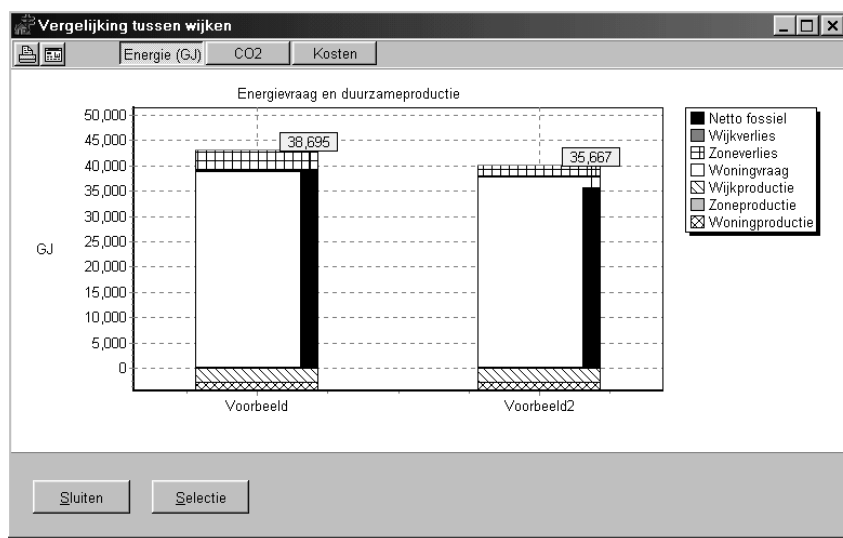 Vergelijking tussen wijken
Energie (GJ) CO2 Kosten
Energievraag en duurzameproductie
50,000
45,000
40,000
35,000
30,000
25,000
20,000
15,000
10,000
5,000
0
GJ
38,695
35,667
Voorbeeld
Voorbeeld2
Netto fossiel
Wijkverlies
Zoneverlies
Woningvraag
Wijkproductie
Zoneproductie
Woningproductie
Sluiten
Selectie